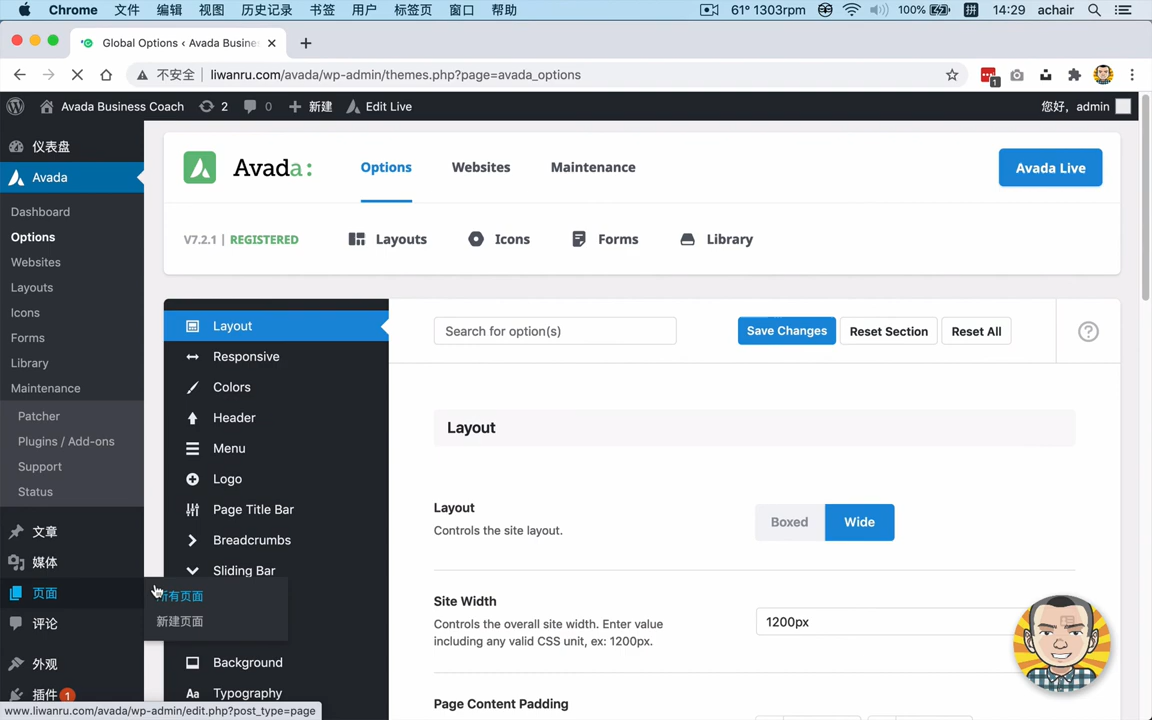 Chrome 文件 编辑 视图 历史记录 书签 用户 标签页 窗口 帮助 61° 1303rpm 100% 拼 14:29 achair
Global Options ‹ Avada Busine
不安全 liwanru.com/avada/wp-admin/themes.php?page=avada_options 1
Avada Business Coach 2 0 新建 Edit Live 您好, admin
仪表盘
Avada
Dashboard
Options
Websites
Layouts
Icons
Forms
Library
Maintenance
Patcher
Plugins / Add-ons
Support
Status
文章
媒体
页面
所有页面
新建页面
评论
外观
插件 1
Avada:
Options Websites Maintenance
Avada Live
V7.2.1 | REGISTERED
Layouts Icons Forms Library
Layout
Responsive
Colors
Header
Menu
Logo
Page Title Bar
Breadcrumbs
Sliding Bar
Background
Aa Typography
Search for option(s)
Save Changes Reset Section Reset All
Layout
Layout
Controls the site layout.
Boxed Wide
Site Width
Controls the overall site width. Enter value
including any valid CSS unit, ex: 1200px.
1200px
Page Content Padding
www.liwanru.com/avada/wp-admin/edit.php?post_type=page